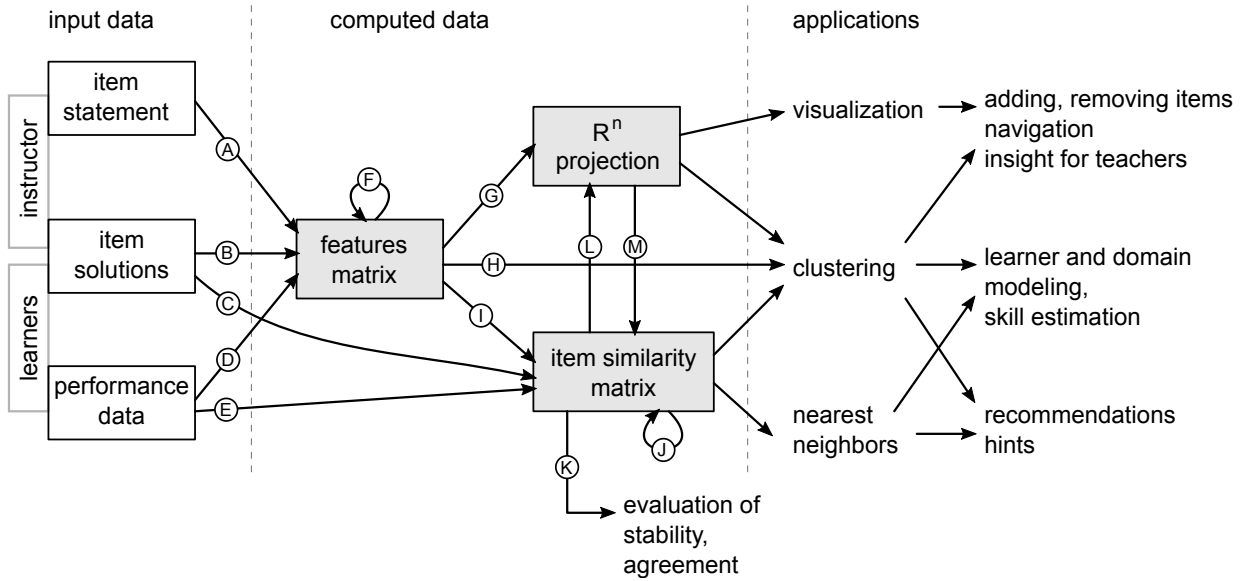 input data
computed data
applications
item
statement
instructor
A
item
solutions
B
C
learners
performance
data
D
E
F
features
matrix
G
H
I
Rⁿ
projection
L
M
item similarity
matrix
J
K
evaluation of
stability,
agreement
visualization
clustering
nearest
neighbors
adding, removing items
navigation
insight for teachers
learner and domain
modeling,
skill estimation
recommendations
hints